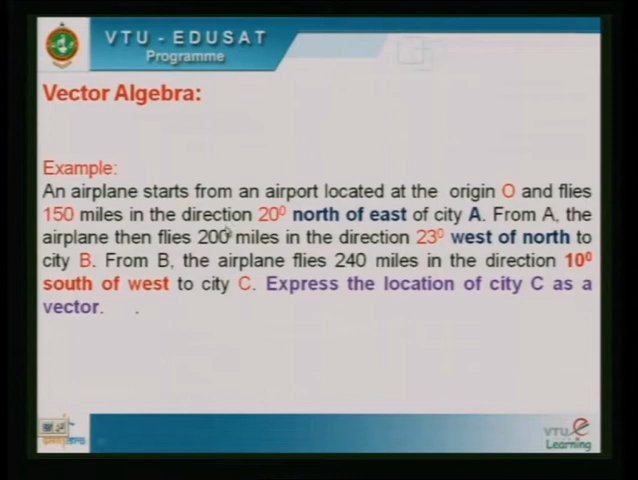 VTU - EDUSAT
Programme
Vector Algebra:
Example:
An airplane starts from an airport located at the origin O and flies
150 miles in the direction 20⁰ north of east of city A. From A, the
airplane then flies 200 miles in the direction 23⁰ west of north to
city B. From B, the airplane flies 240 miles in the direction 10⁰
south of west to city C. Express the location of city C as a
vector. .
VTU e
Learning